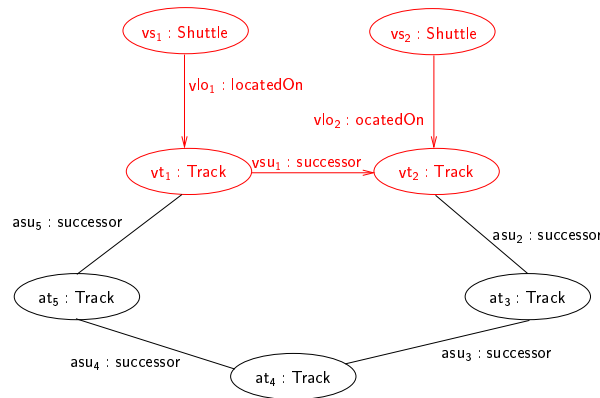 vs₁ : Shuttle
vs₂ : Shuttle
vlo₁ : locatedOn
vlo₂ : ocatedOn
vt₁ : Track
vsu₁ : successor
vt₂ : Track
asu₅ : successor
asu₂ : successor
at₅ : Track
at₃ : Track
asu₄ : successor
asu₃ : successor
at₄ : Track